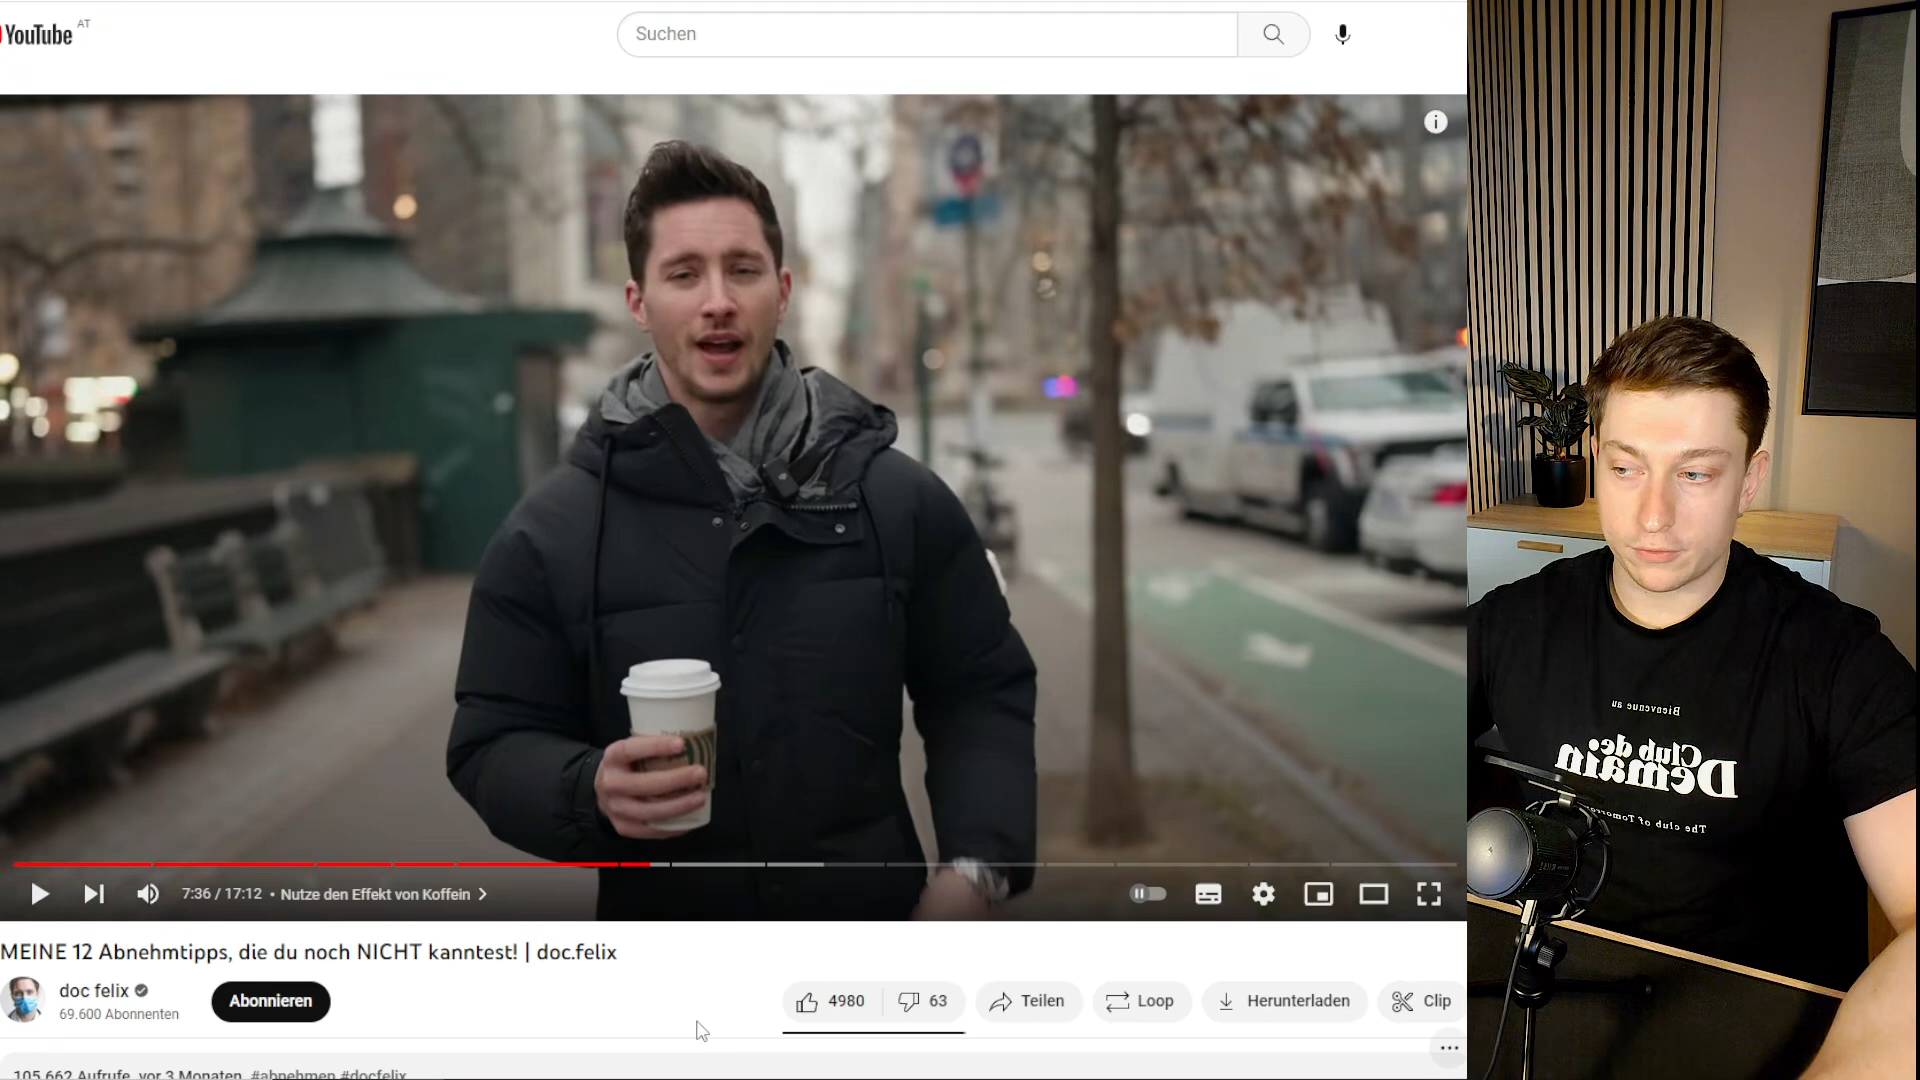 YouTube AT
Suchen
7:36 / 17:12 • Nutze den Effekt von Koffein
MEINE 12 Abnehmtipps, die du noch NICHT kanntest! | doc.felix
doc felix
69.600 Abonnenten
Abonnieren
4980
63
Teilen
Loop
Herunterladen
Clip
105.662 Aufrufe vor 3 Monaten #abnehmen #docfelix
Bienvenue au
Club de
Demain
The club of Tomorrow